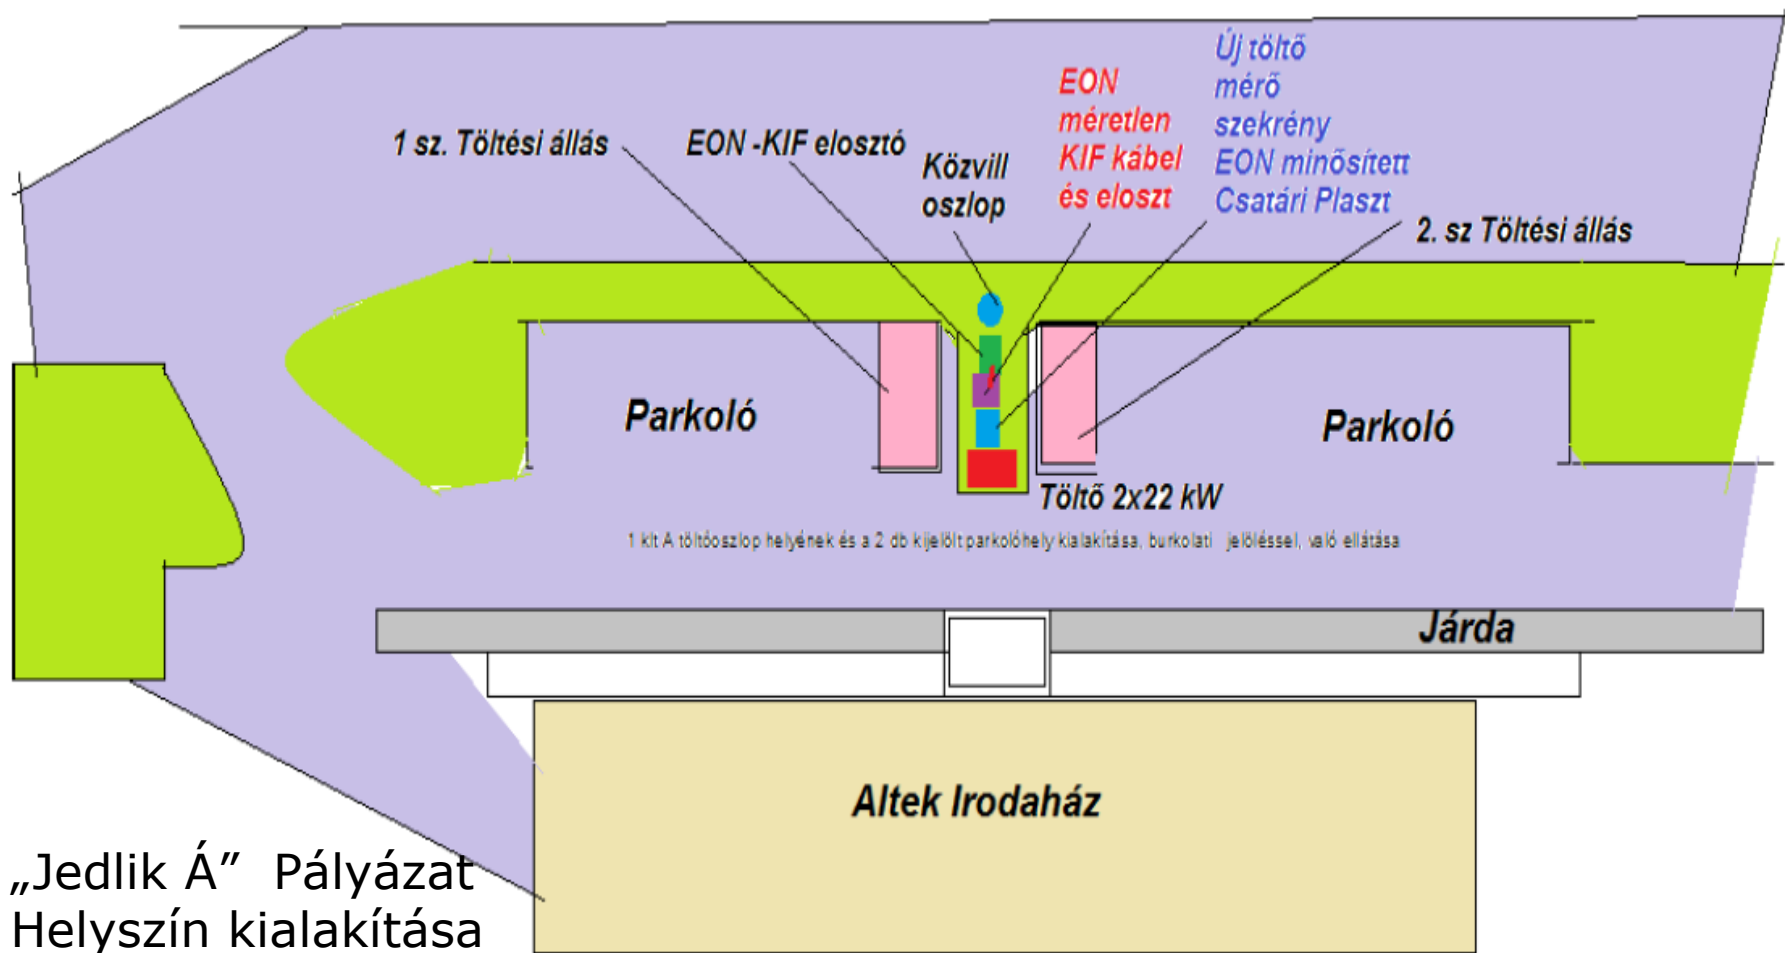 Új töltő
mérő
szekrény
EON minősített
Csatári Plaszt
EON
méretlen
KIF kábel
és eloszt
1 sz. Töltési állás
EON -KIF elosztó
Közvill
oszlop
2. sz Töltési állás
Parkoló
Parkoló
Töltő 2x22 kW
1 klt A töltőoszlop helyének és a 2 db kijelölt parkolóhely kialakítása, burkolati jelöléssel, való ellátása
Járda
Altek Irodaház
„Jedlik Á” Pályázat
Helyszín kialakítása